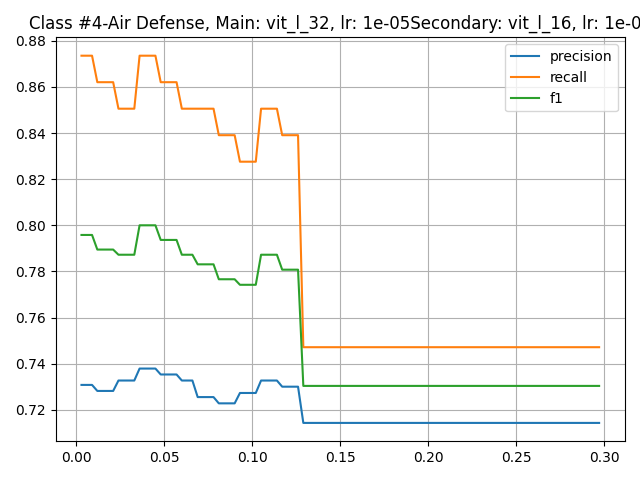 Class #4-Air Defense, Main: vit_l_32, lr: 1e-05Secondary: vit_l_16, lr: 1e-0
precision
recall
f1
0.88
0.86
0.84
0.82
0.80
0.78
0.76
0.74
0.72
0.00 0.05 0.10 0.15 0.20 0.25 0.30